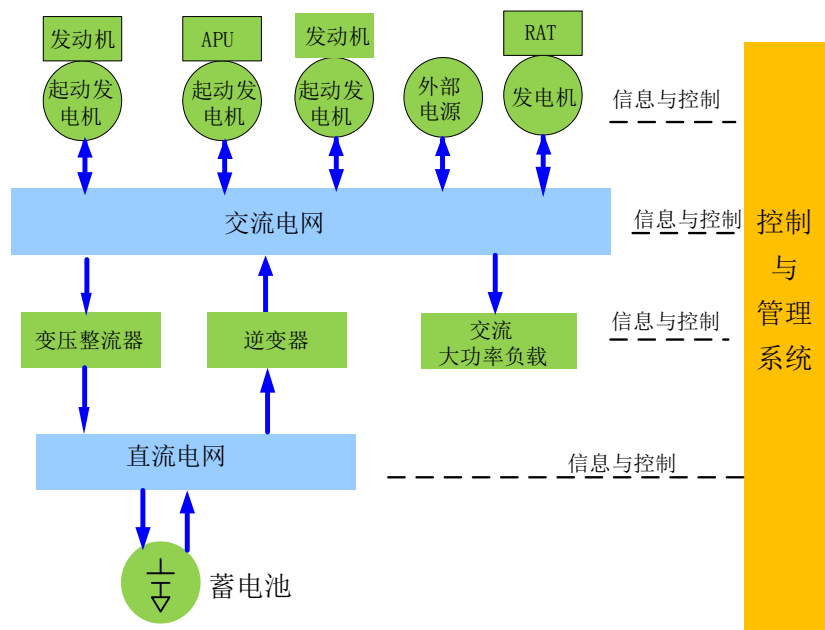 发动机
APU
发动机
RAT
起动发
电机
起动发
电机
起动发
电机
外部
电源
发电机
信息与控制
交流电网
信息与控制
控制
与
管理
系统
变压整流器
逆变器
交流
大功率负载
信息与控制
直流电网
信息与控制
蓄电池